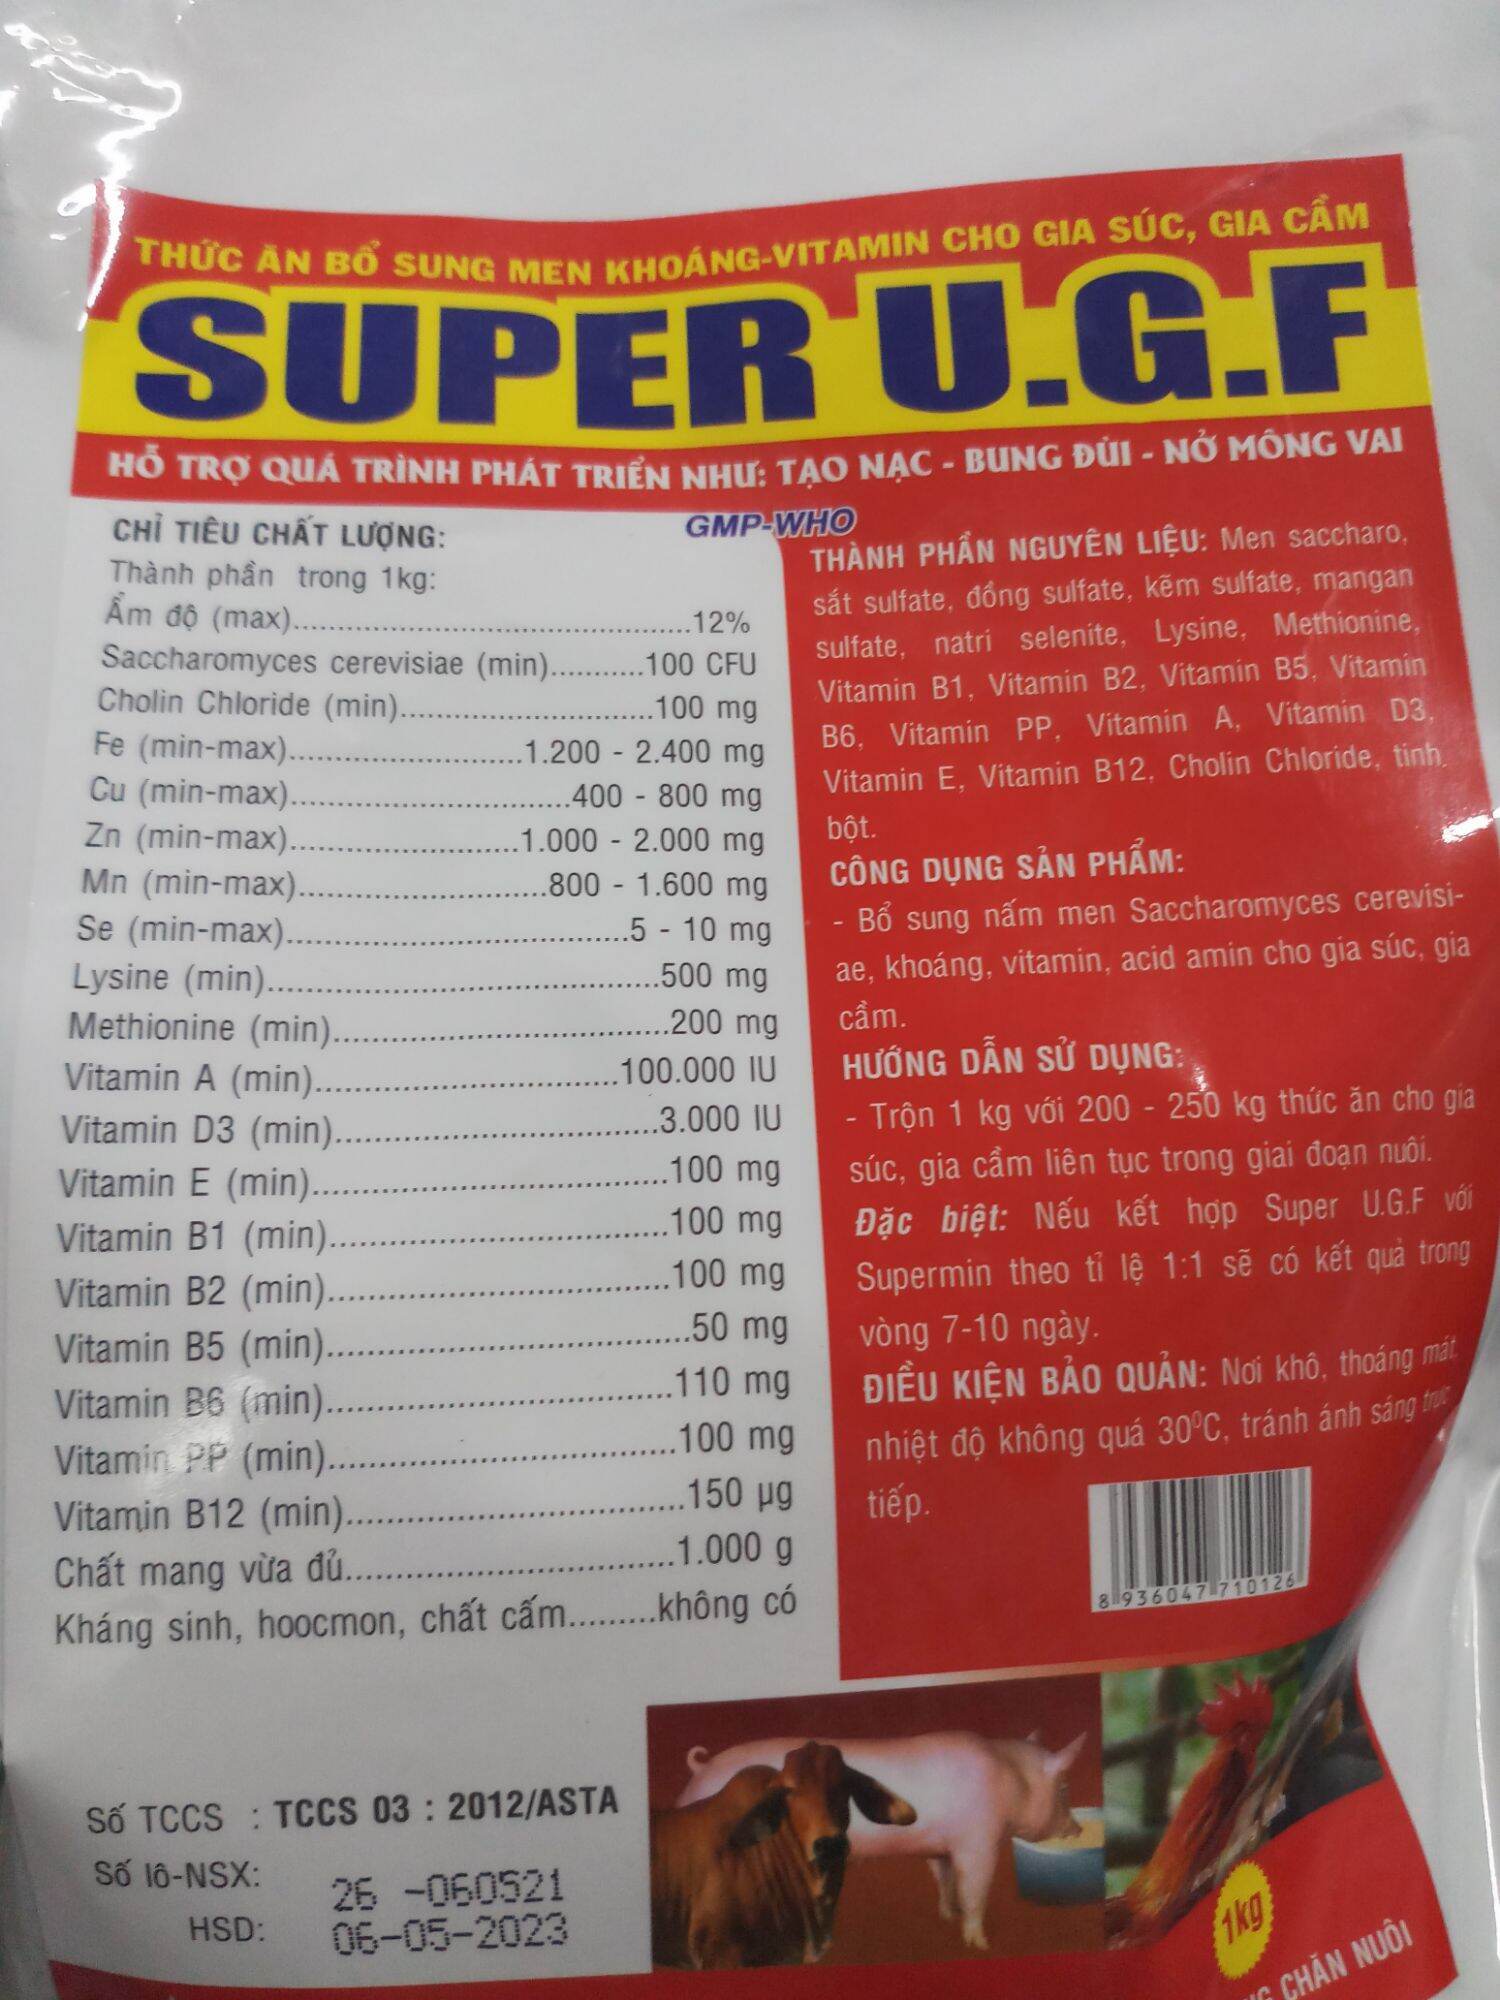 THỨC ĂN BỔ SUNG MEN KHOÁNG-VITAMIN CHO GIA SÚC, GIA CẦM
SUPER U.G.F
HỖ TRỢ QUÁ TRÌNH PHÁT TRIỂN NHƯ: TẠO NẠC - BUNG ĐÙI - NỞ MÔNG VAI
GMP-WHO
CHỈ TIÊU CHẤT LƯỢNG:
Thành phần trong 1kg:
Ẩm độ (max)..........................................12%
Saccharomyces cerevisiae (min)...........100 CFU
Cholin Chloride (min)..............................100 mg
Fe (min-max)............................1.200 - 2.400 mg
Cu (min-max).................................400 - 800 mg
Zn (min-max)...........................1.000 - 2.000 mg
Mn (min-max).............................800 - 1.600 mg
Se (min-max).....................................5 - 10 mg
Lysine (min)..........................................500 mg
Methionine (min)....................................200 mg
Vitamin A (min)................................100.000 IU
Vitamin D3 (min)..................................3.000 IU
Vitamin E (min)......................................100 mg
Vitamin B1 (min)....................................100 mg
Vitamin B2 (min)....................................100 mg
Vitamin B5 (min)......................................50 mg
Vitamin B6 (min)....................................110 mg
Vitamin PP (min)....................................100 mg
Vitamin B12 (min)...................................150 µg
Chất mang vừa đủ..................................1.000 g
Kháng sinh, hoocmon, chất cấm.........không có
THÀNH PHẦN NGUYÊN LIỆU: Men saccharo,
sắt sulfate, đồng sulfate, kẽm sulfate, mangan
sulfate, natri selenite, Lysine, Methionine,
Vitamin B1, Vitamin B2, Vitamin B5, Vitamin
B6, Vitamin PP, Vitamin A, Vitamin D3,
Vitamin E, Vitamin B12, Cholin Chloride, tinh
bột.
CÔNG DỤNG SẢN PHẨM:
- Bổ sung nấm men Saccharomyces cerevisi-
ae, khoáng, vitamin, acid amin cho gia súc, gia
cầm.
HƯỚNG DẪN SỬ DỤNG:
- Trộn 1 kg với 200 - 250 kg thức ăn cho gia
súc, gia cầm liên tục trong giai đoạn nuôi.
Đặc biệt: Nếu kết hợp Super U.G.F với
Supermin theo tỉ lệ 1:1 sẽ có kết quả trong
vòng 7-10 ngày.
ĐIỀU KIỆN BẢO QUẢN: Nơi khô, thoáng mát,
nhiệt độ không quá 30⁰C, tránh ánh sáng trực
tiếp.
8 936047 710126
Số TCCS : TCCS 03 : 2012/ASTA
Số lô-NSX: 26 -060521
HSD: 06-05-2023
1kg
CHĂN NUÔI